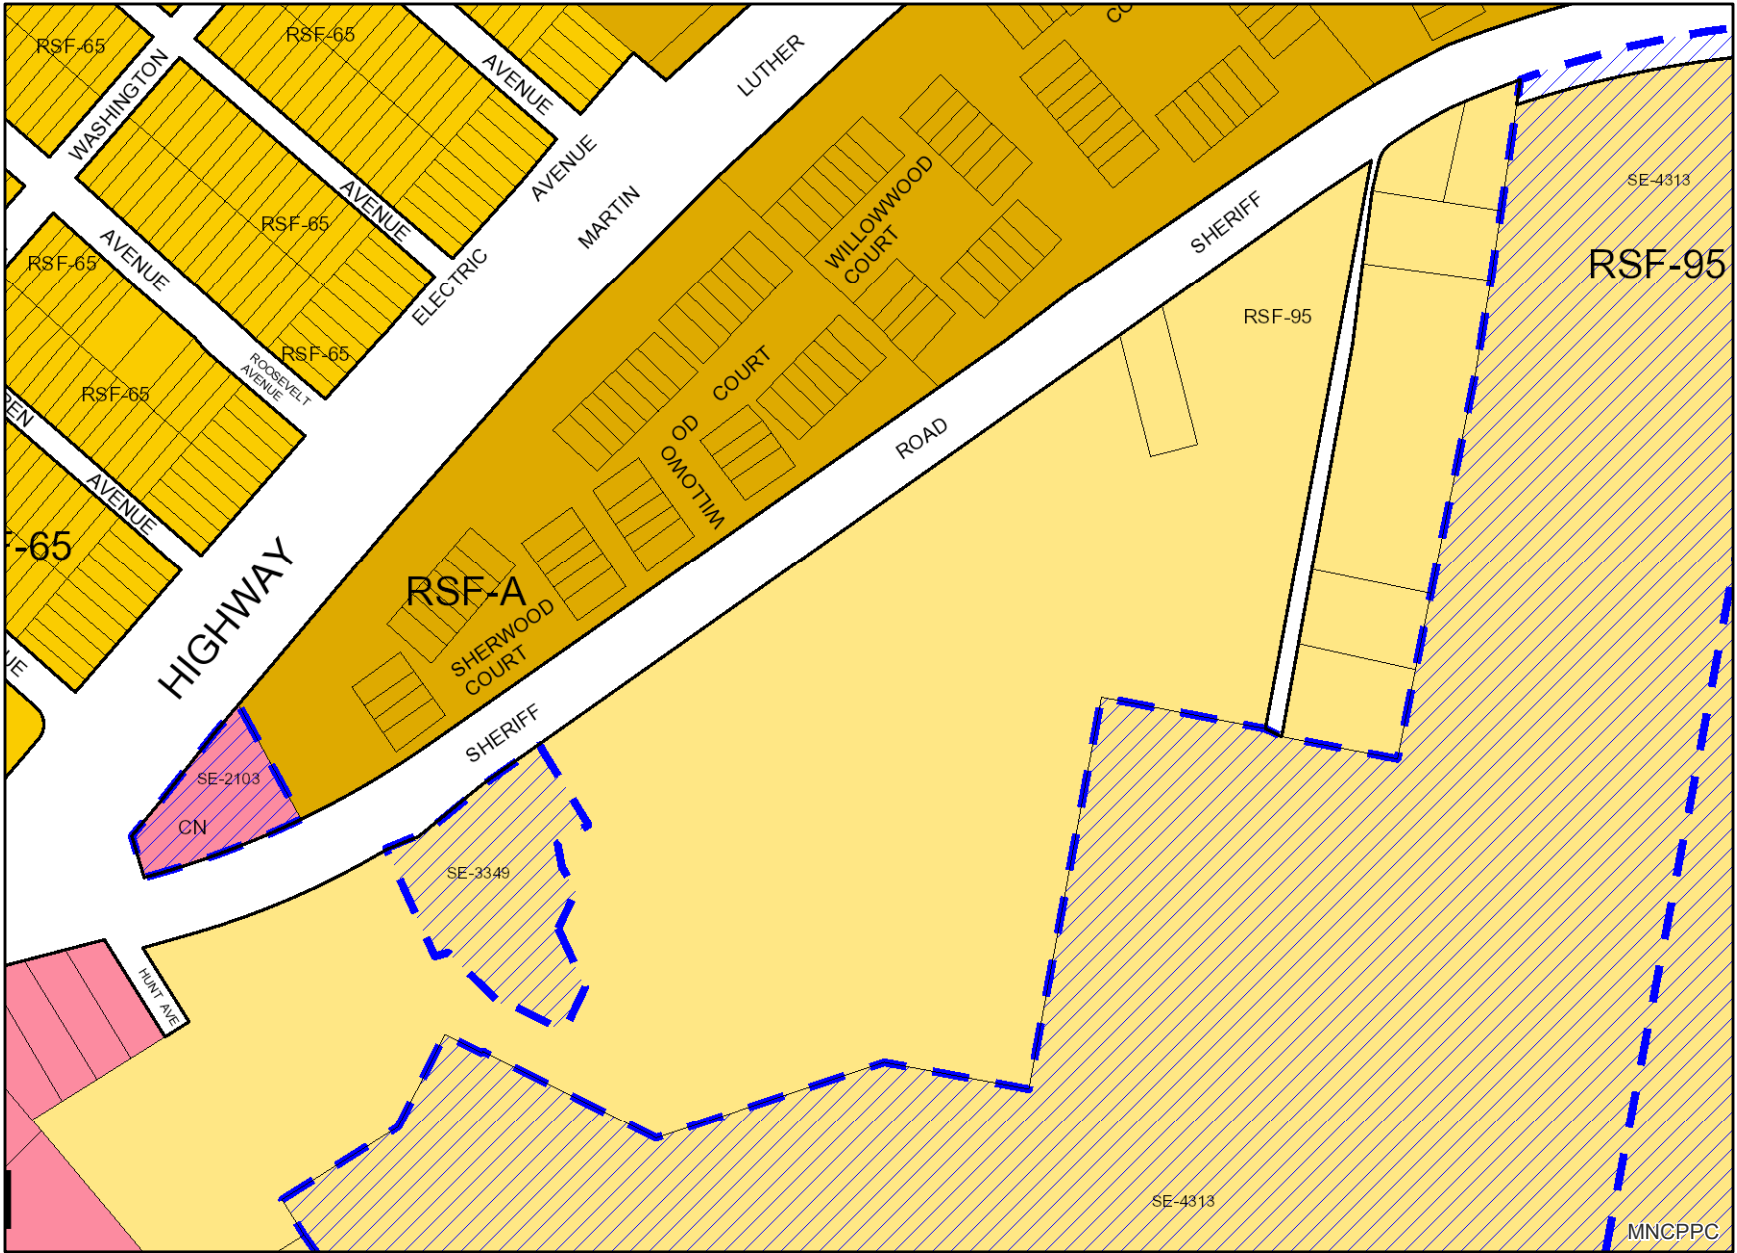 RSF-65
RSF-65
WASHINGTON
AVENUE
LUTHER
AVENUE
MARTIN
RSF-65
AVENUE
RSF-65
AVENUE
ELECTRIC
WILLOWWOOD
COURT
SHERIFF
SE-4313
RSF-95
RSF-95
RSF-65
ROOSEVELT
AVENUE
RSF-65
COURT
OD
WILLOWO
ROAD
AVENUE
-65
HIGHWAY
RSF-A
SHERWOOD
COURT
SHERIFF
SE-2103
CN
SE-3349
HUNT AVE
SE-4313
MNCPPC